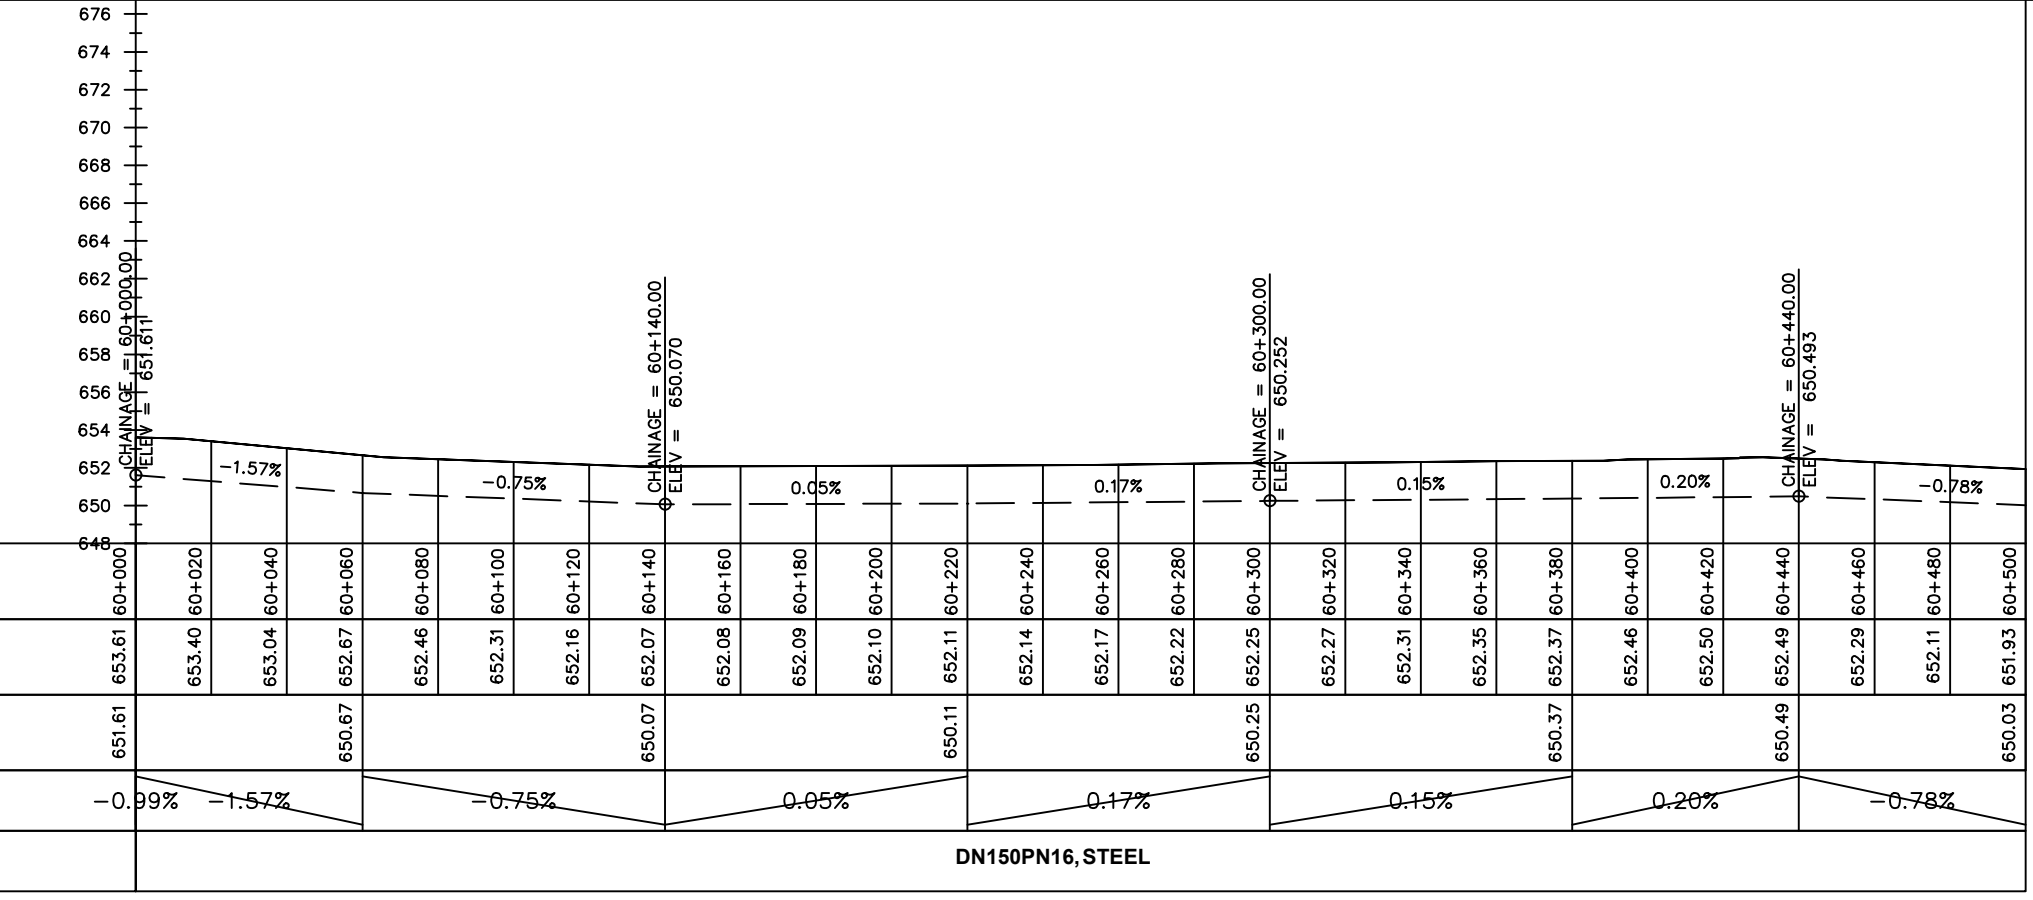 676
674
672
670
668
666
664
662
660
658
656
654
652
650
648
CHAINAGE = 60+000.00
ELEV = 651.611
CHAINAGE = 60+140.00
ELEV = 650.070
CHAINAGE = 60+300.00
ELEV = 650.252
CHAINAGE = 60+440.00
ELEV = 650.493
-1.57% -0.75% 0.05% 0.17% 0.15% 0.20% -0.78%
60+000 60+020 60+040 60+060 60+080 60+100 60+120 60+140 60+160 60+180 60+200 60+220 60+240 60+260 60+280 60+300 60+320 60+340 60+360 60+380 60+400 60+420 60+440 60+460 60+480 60+500
653.61 653.40 653.04 652.67 652.46 652.31 652.16 652.07 652.08 652.09 652.10 652.11 652.14 652.17 652.22 652.25 652.27 652.31 652.35 652.37 652.46 652.50 652.49 652.29 652.11 651.93
651.61 650.67 650.07 650.11 650.25 650.37 650.49 650.03
-0.99% -1.57% -0.75% 0.05% 0.17% 0.15% 0.20% -0.78%
DN150PN16, STEEL